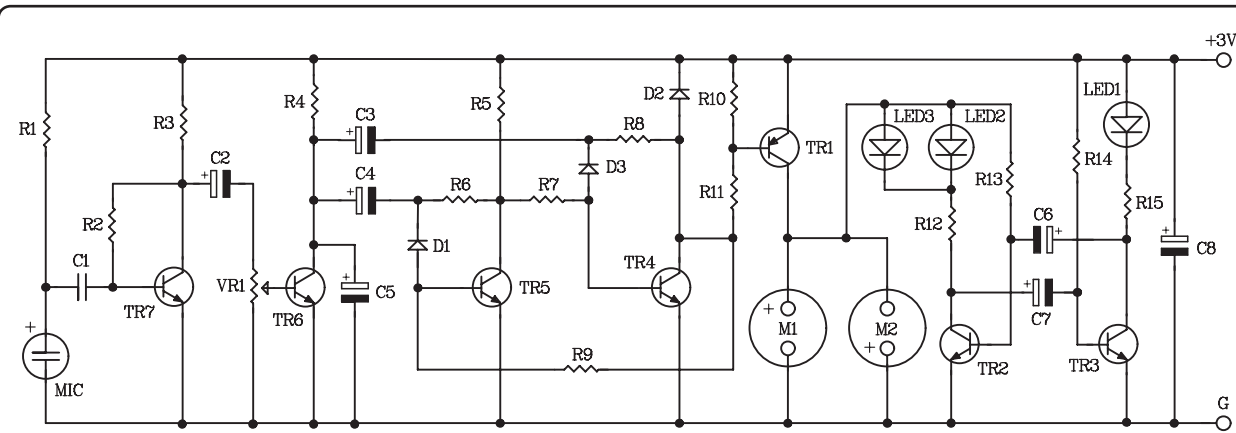 +3V
LED1
D2
R10
R4
R5
C3
+
R8
LED3
LED2
R1
R3
TR1
C2
+
C4
+
D3
R14
R6
R7
R13
R11
R2
R15
R12
C6
+
C1
D1
TR4
C8
+
VR1
C5
+
TR5
TR7
TR6
C7
+
+
M1
M2
+
+
MIC
R9
TR2
TR3
G